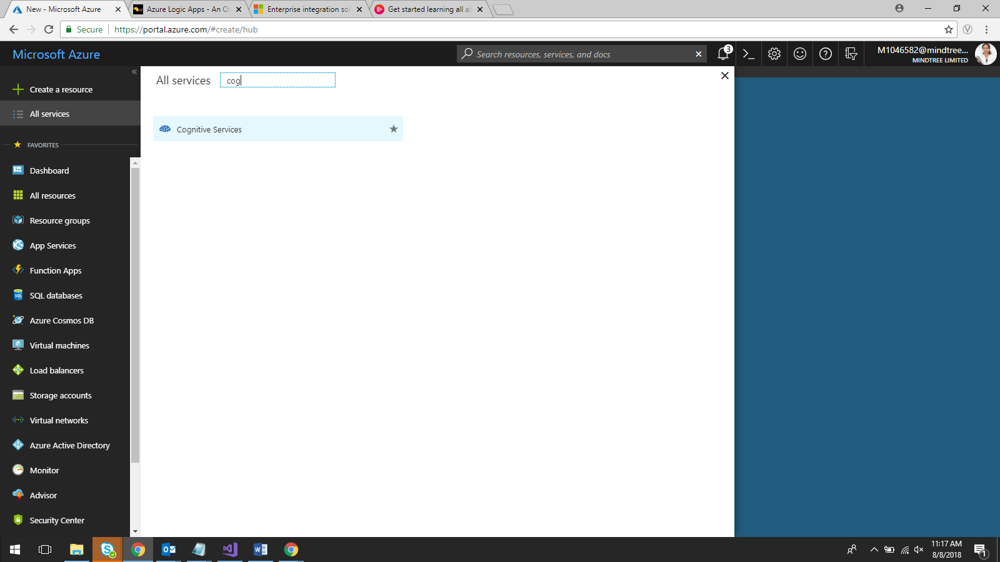 New - Microsoft Azure
Azure Logic Apps - An O
Enterprise integration sol
Get started learning all a
Secure
https://portal.azure.com/#create/hub
Microsoft Azure
Search resources, services, and docs
3
M1046582@mindtree...
MINDTREE LIMITED
Create a resource
All services
FAVORITES
Dashboard
All resources
Resource groups
App Services
Function Apps
SQL databases
Azure Cosmos DB
Virtual machines
Load balancers
Storage accounts
Virtual networks
Azure Active Directory
Monitor
Advisor
Security Center
All services
cog
Cognitive Services
11:17 AM
8/8/2018
1